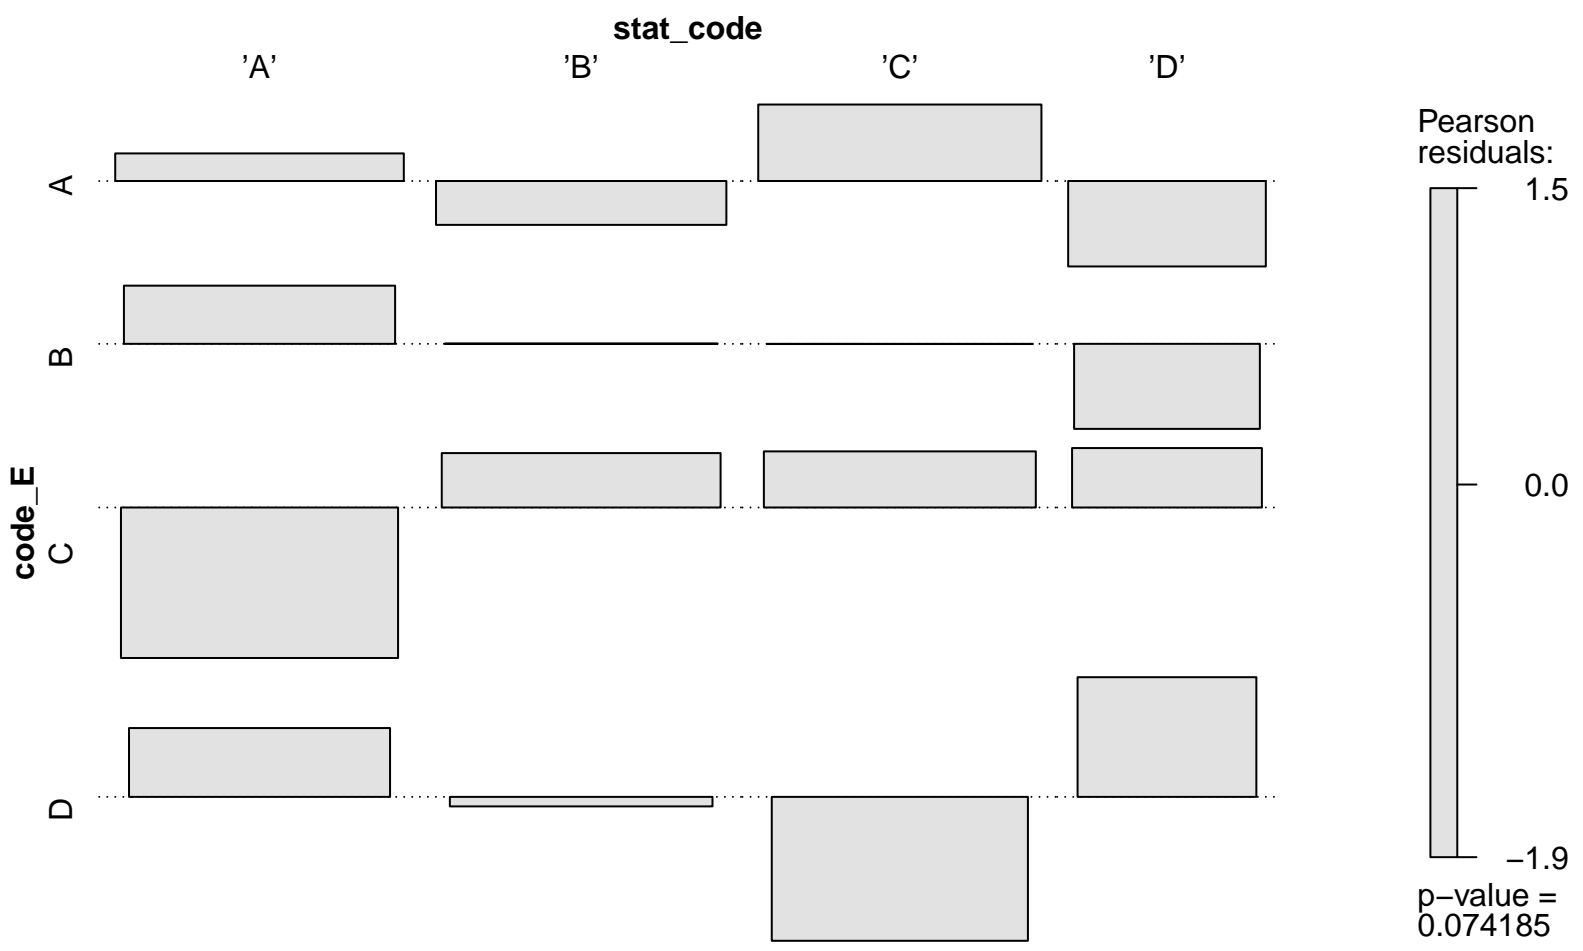 stat_code
’A’ ’B’ ’C’ ’D’
Pearson
residuals:
A
1.5
B
code_E
0.0
C
D
−1.9
p−value =
0.074185